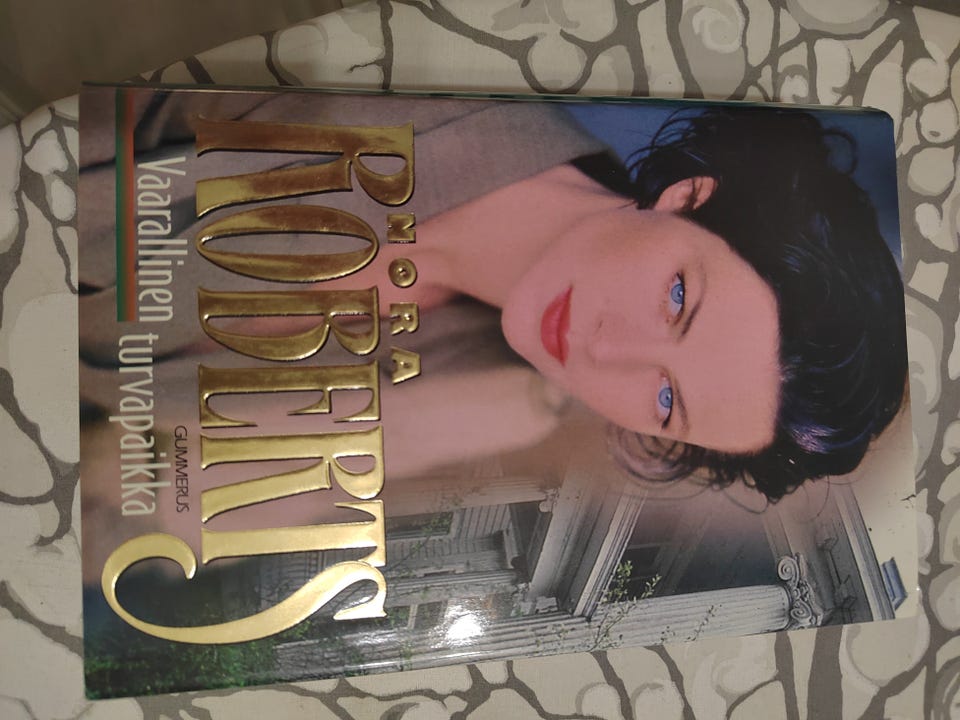 NORA
ROBERTS
GUMMERUS
Vaarallinen turvapaikka